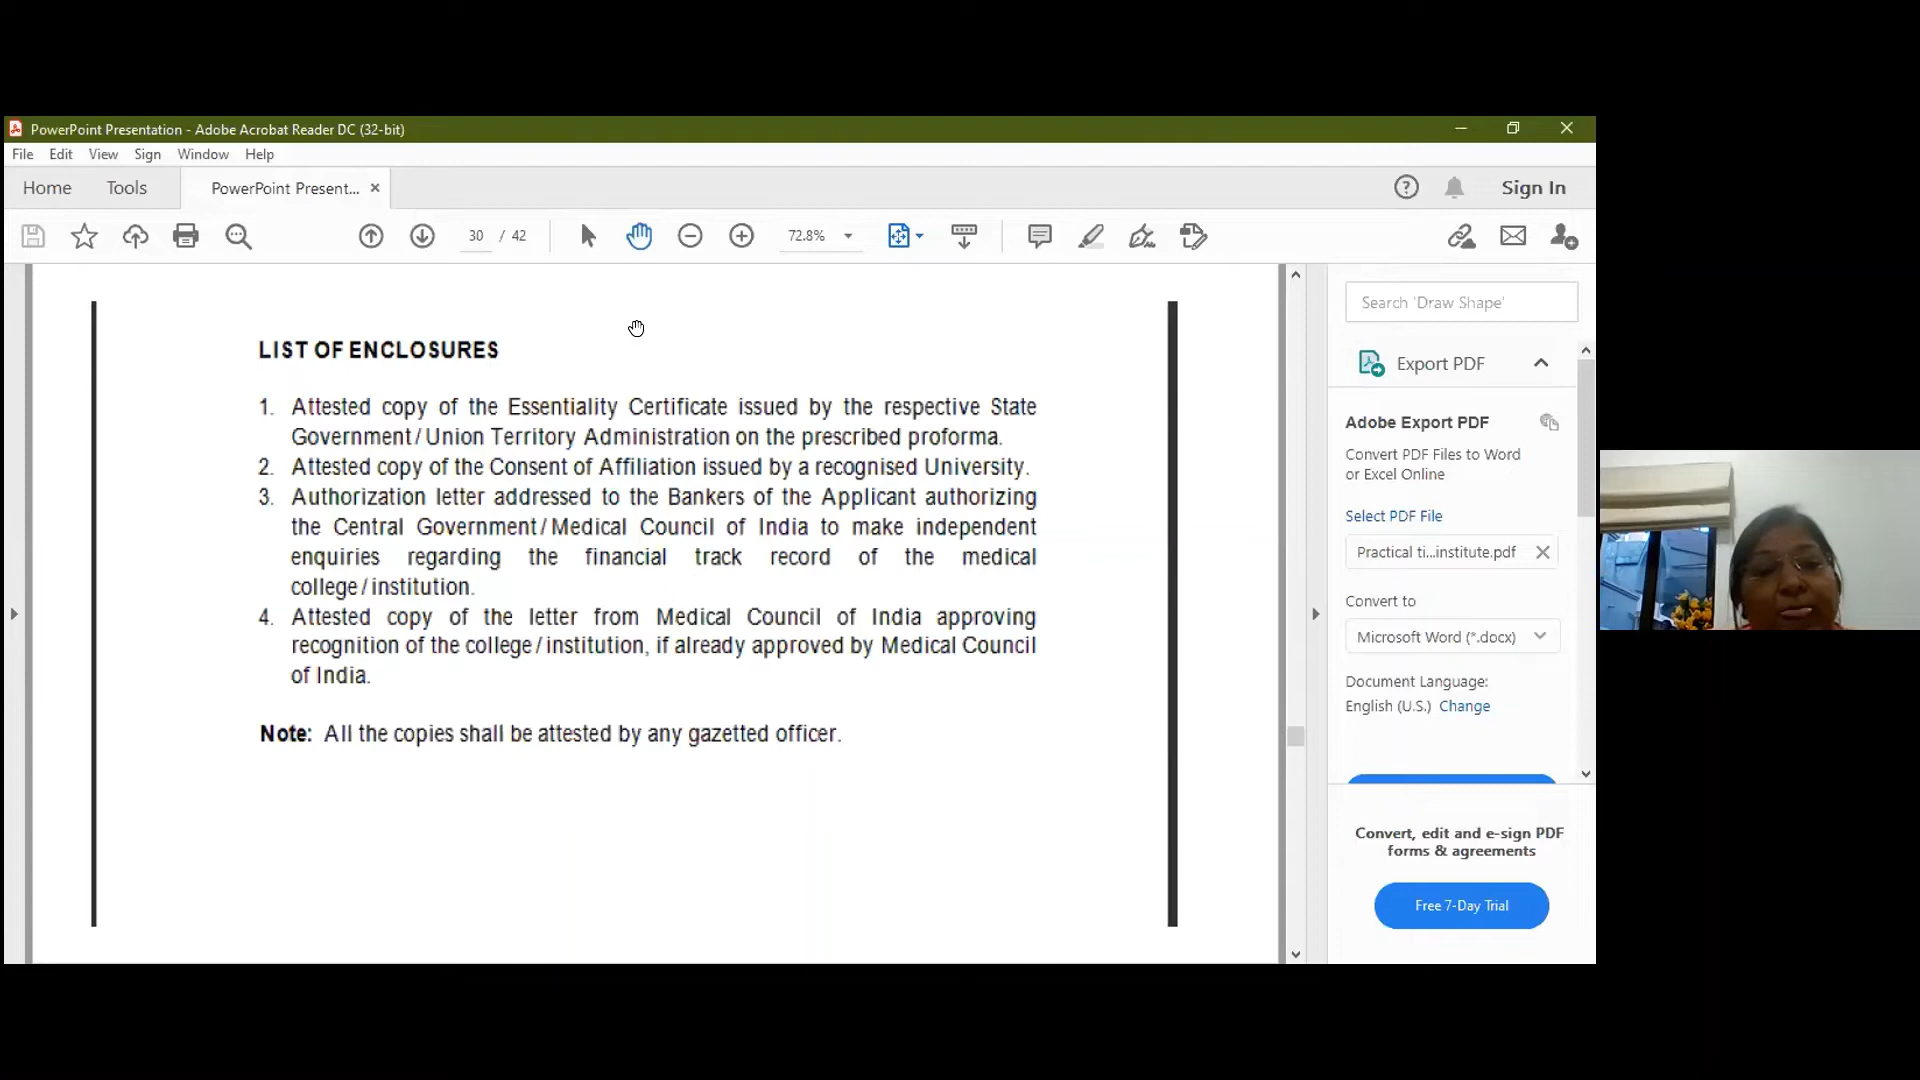 PowerPoint Presentation - Adobe Acrobat Reader DC (32-bit)
File Edit View Sign Window Help
Home Tools PowerPoint Present... Sign In
30 / 42 72.8%
LIST OF ENCLOSURES
1. Attested copy of the Essentiality Certificate issued by the respective State
Government/Union Territory Administration on the prescribed proforma.
2. Attested copy of the Consent of Affiliation issued by a recognised University.
3. Authorization letter addressed to the Bankers of the Applicant authorizing
the Central Government/Medical Council of India to make independent
enquiries regarding the financial track record of the medical
college/institution.
4. Attested copy of the letter from Medical Council of India approving
recognition of the college/institution, if already approved by Medical Council
of India.
Note: All the copies shall be attested by any gazetted officer.
Search 'Draw Shape'
Export PDF
Adobe Export PDF
Convert PDF Files to Word
or Excel Online
Select PDF File
Practical ti...institute.pdf
Convert to
Microsoft Word (*.docx)
Document Language:
English (U.S.) Change
Convert, edit and e-sign PDF
forms & agreements
Free 7-Day Trial